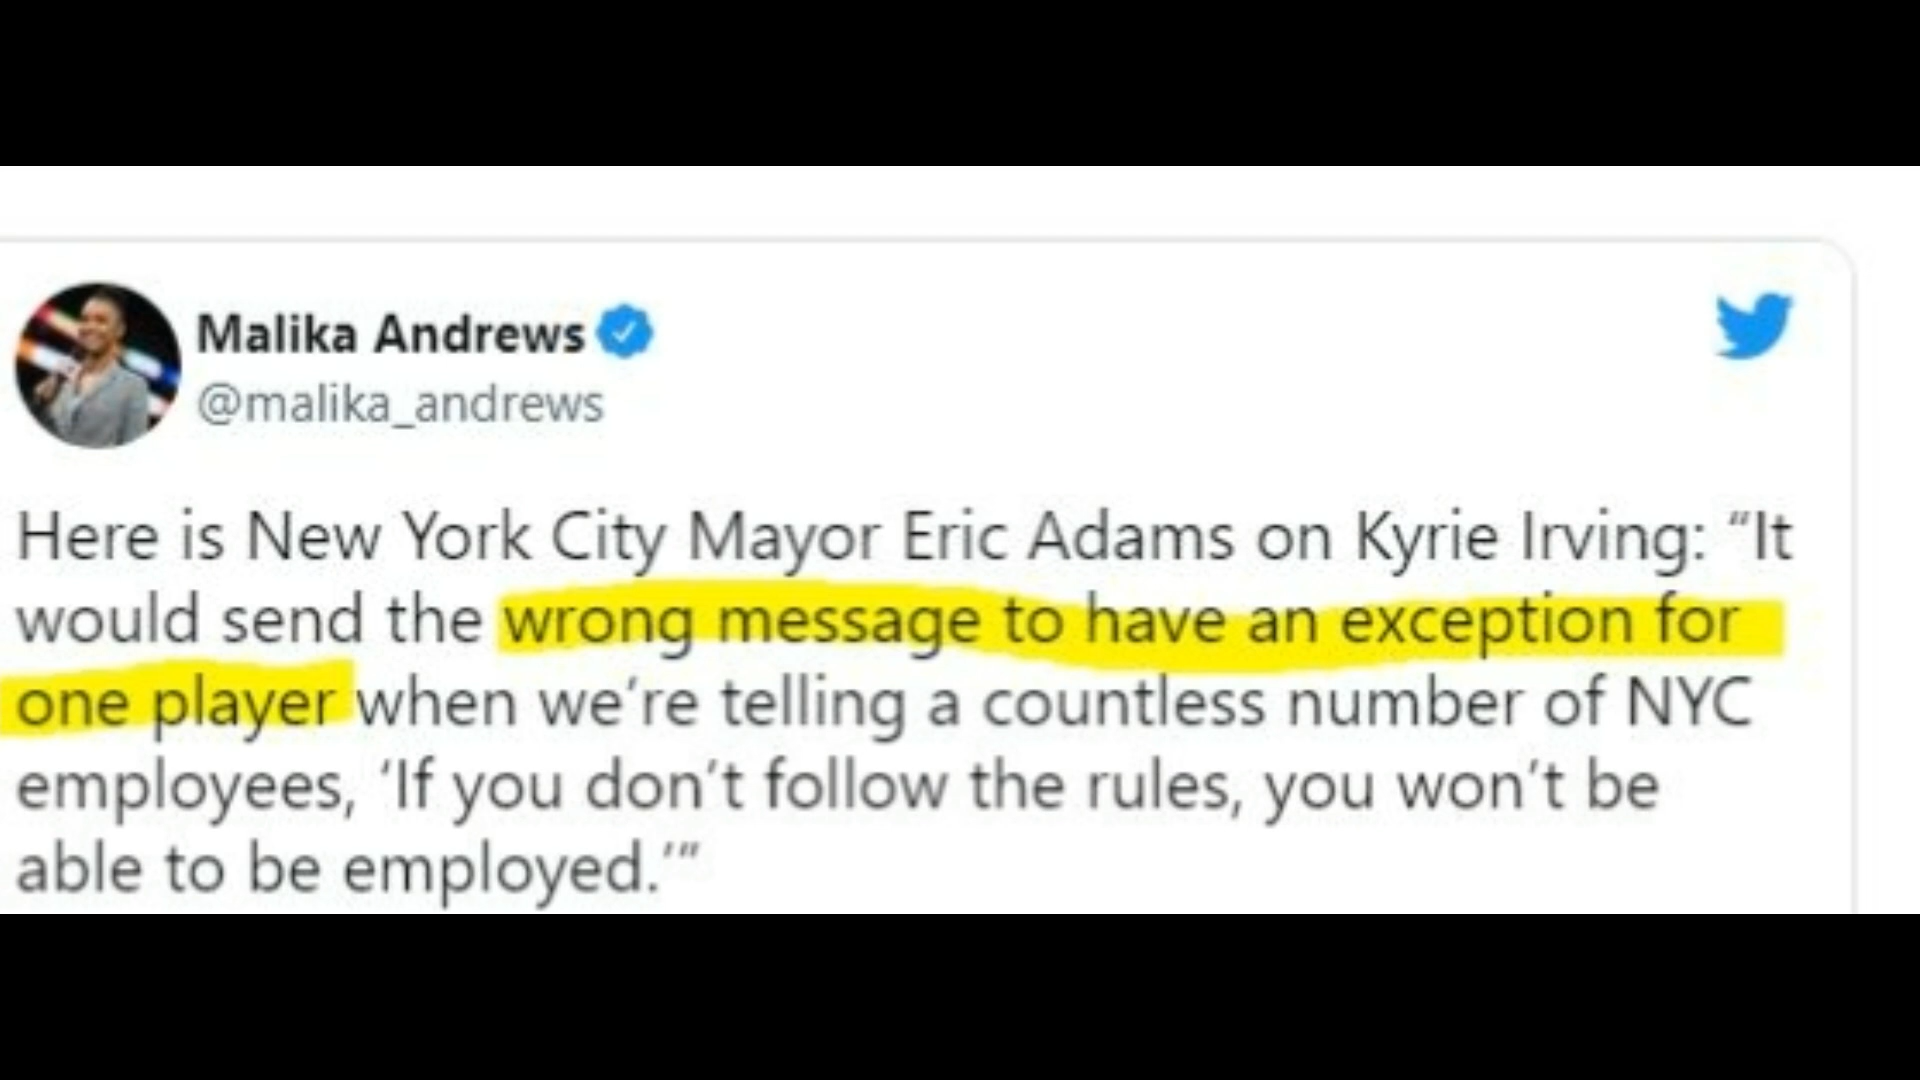 Malika Andrews
@malika_andrews
Here is New York City Mayor Eric Adams on Kyrie Irving: “It
would send the wrong message to have an exception for
one player when we’re telling a countless number of NYC
employees, ‘If you don’t follow the rules, you won’t be
able to be employed.’”